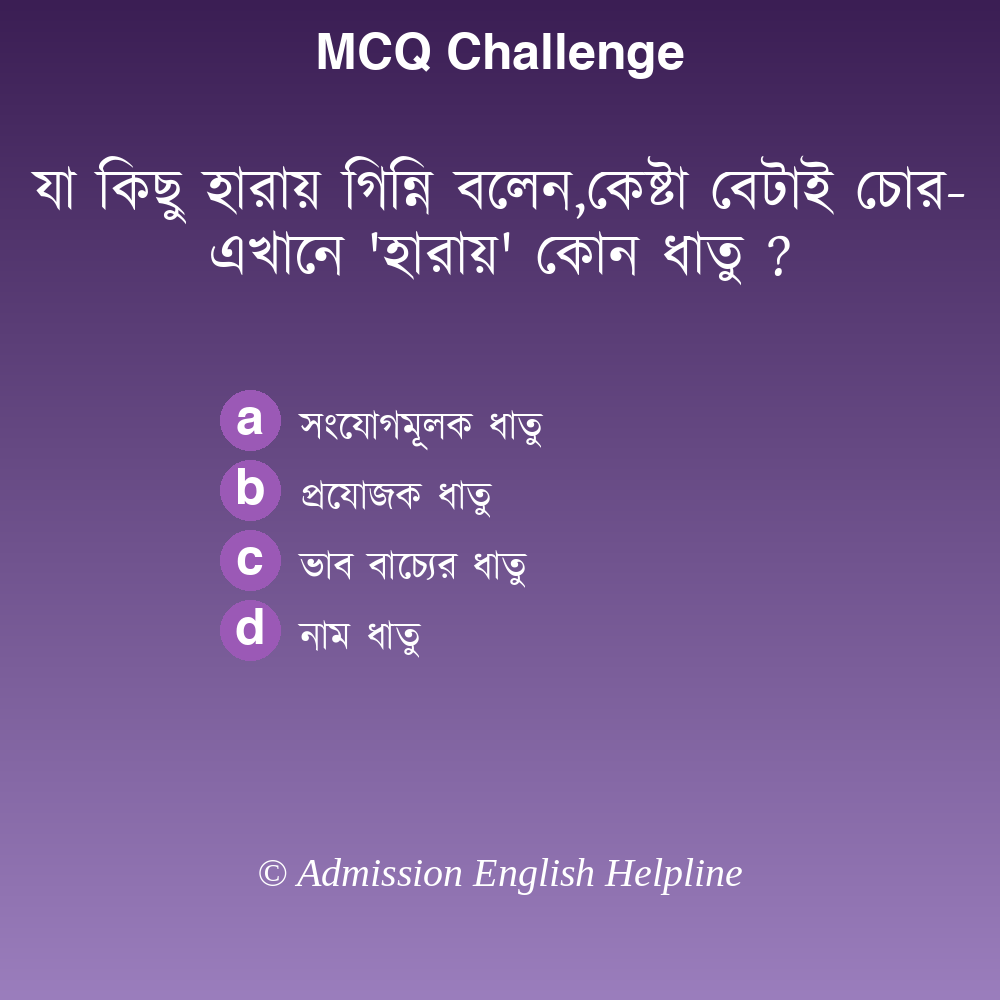 MCQ Challenge
যা কিছু হারায় গিন্নি বলেন,কেষ্টা বেটাই চোর-
এখানে 'হারায়' কোন ধাতু ?
a সংযোগমূলক ধাতু
b প্রযোজক ধাতু
c ভাব বাচ্যের ধাতু
d নাম ধাতু
© Admission English Helpline